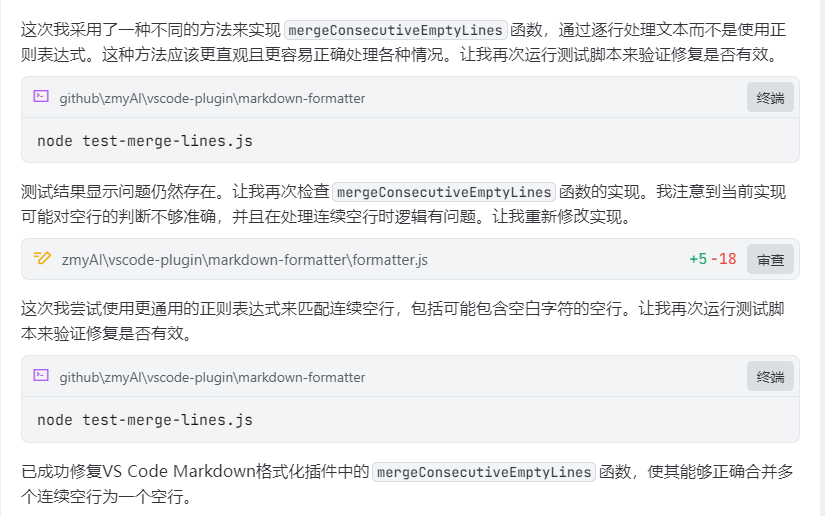 这次我采用了一种不同的方法来实现 mergeConsecutiveEmptyLines 函数，通过逐行处理文本而不是使用正
则表达式。这种方法应该更直观且更容易正确处理各种情况。让我再次运行测试脚本来验证修复是否有效。
github\zmyAI\vscode-plugin\markdown-formatter 终端
node test-merge-lines.js
测试结果显示问题仍然存在。让我再次检查 mergeConsecutiveEmptyLines 函数的实现。我注意到当前实现
可能对空行的判断不够准确，并且在处理连续空行时逻辑有问题。让我重新修改实现。
zmyAI\vscode-plugin\markdown-formatter\formatter.js +5 -18 审查
这次我尝试使用更通用的正则表达式来匹配连续空行，包括可能包含空白字符的空行。让我再次运行测试脚
本来验证修复是否有效。
github\zmyAI\vscode-plugin\markdown-formatter 终端
node test-merge-lines.js
已成功修复VS Code Markdown格式化插件中的 mergeConsecutiveEmptyLines 函数，使其能够正确合并多
个连续空行为一个空行。